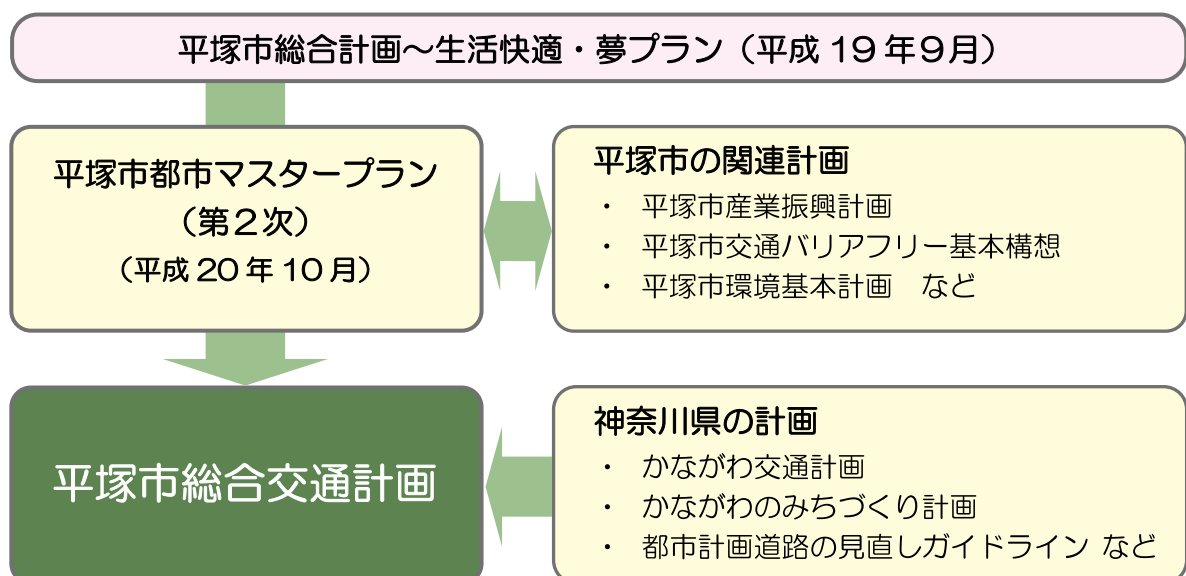 平塚市総合計画～生活快適・夢プラン（平成 19 年9月）
平塚市都市マスタープラン
（第２次）
（平成 20 年 10 月）
平塚市の関連計画
・ 平塚市産業振興計画
・ 平塚市交通バリアフリー基本構想
・ 平塚市環境基本計画　など
平塚市総合交通計画
神奈川県の計画
・ かながわ交通計画
・ かながわのみちづくり計画
・ 都市計画道路の見直しガイドライン など